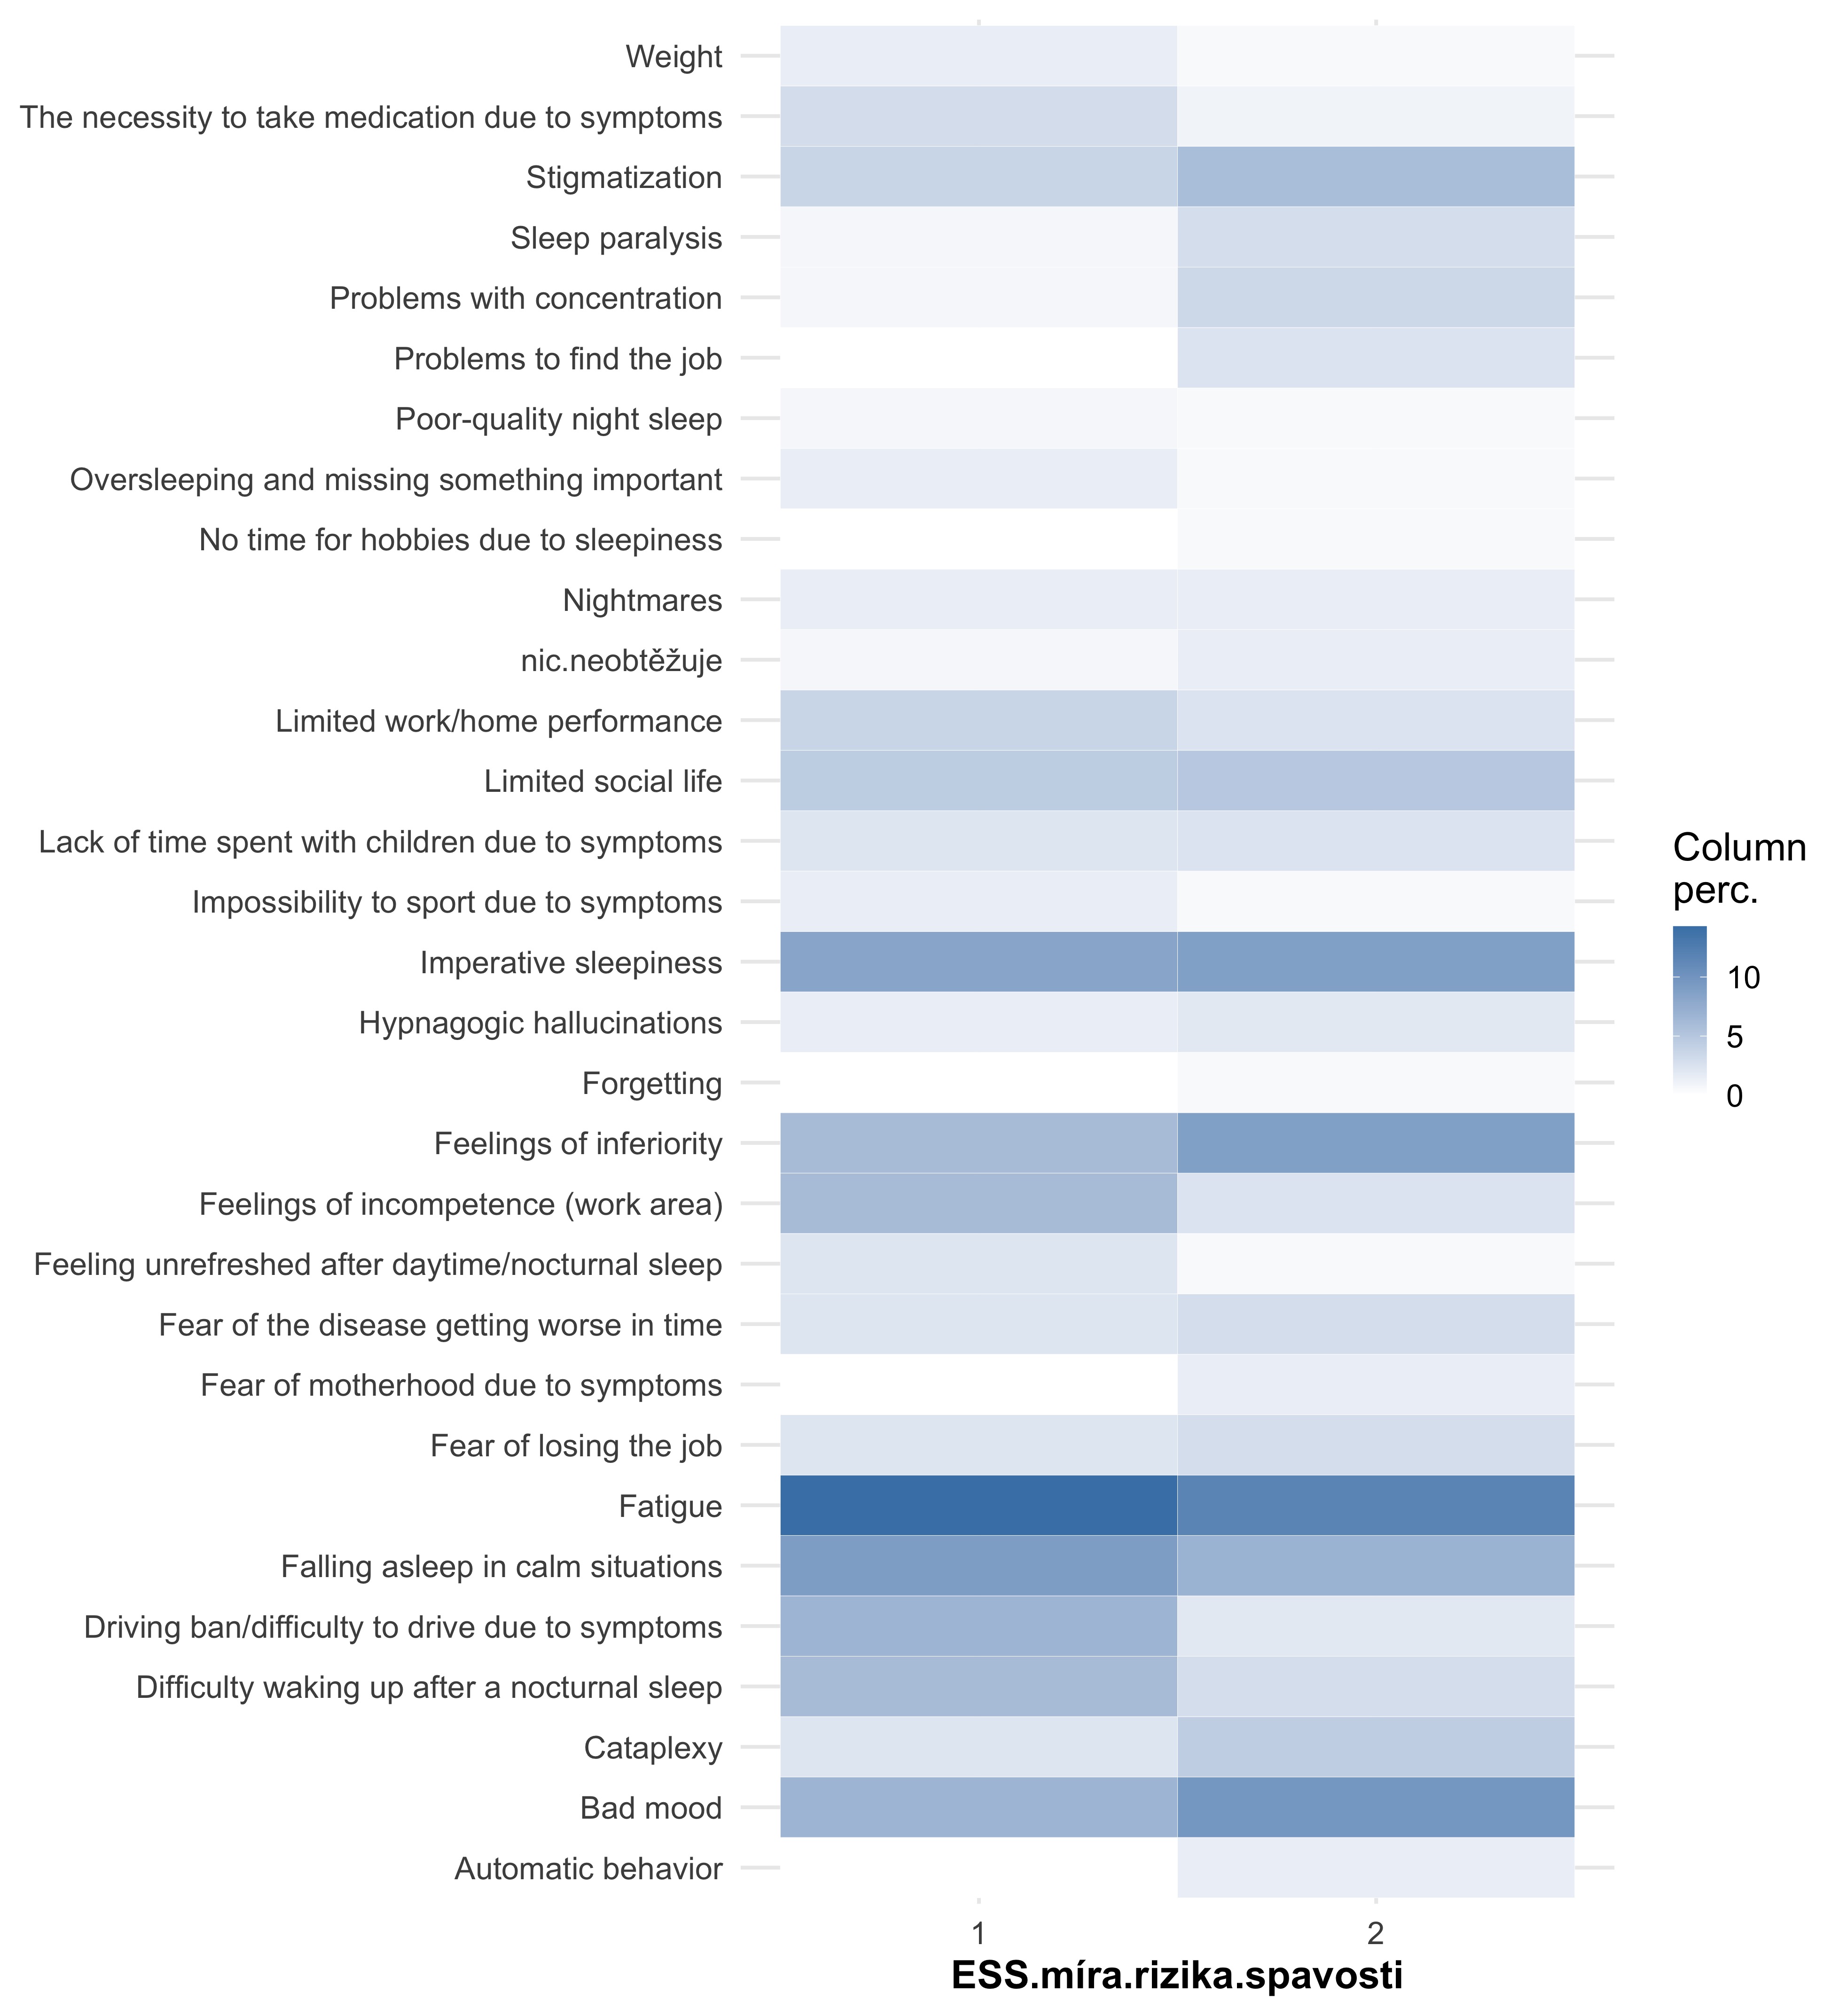 Weight
The necessity to take medication due to symptoms
Stigmatization
Sleep paralysis
Problems with concentration
Problems to find the job
Poor-quality night sleep
Oversleeping and missing something important
No time for hobbies due to sleepiness
Nightmares
nic.neobtěžuje
Limited work/home performance
Limited social life
Lack of time spent with children due to symptoms
Impossibility to sport due to symptoms
Imperative sleepiness
Hypnagogic hallucinations
Forgetting
Feelings of inferiority
Feelings of incompetence (work area)
Feeling unrefreshed after daytime/nocturnal sleep
Fear of the disease getting worse in time
Fear of motherhood due to symptoms
Fear of losing the job
Fatigue
Falling asleep in calm situations
Driving ban/difficulty to drive due to symptoms
Difficulty waking up after a nocturnal sleep
Cataplexy
Bad mood
Automatic behavior
1 2
ESS.míra.rizika.spavosti
Column
perc.
10
5
0